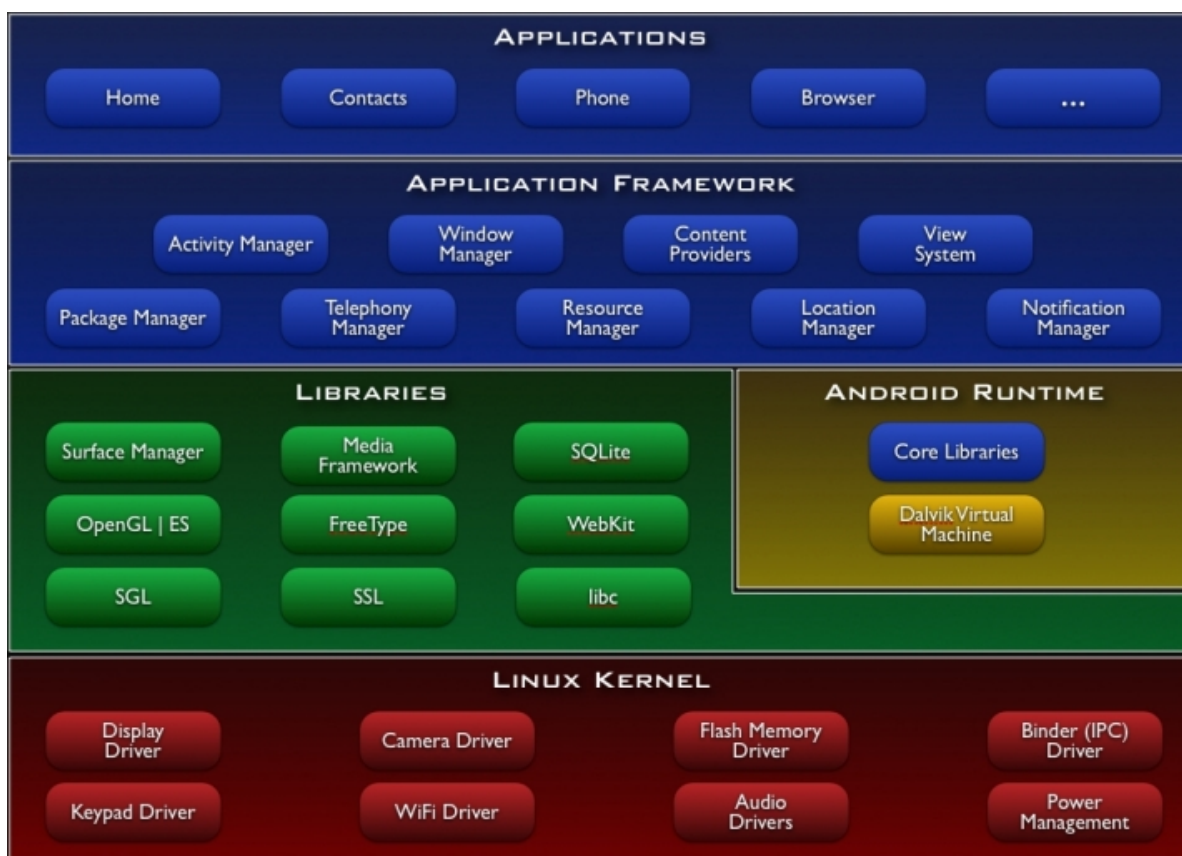 APPLICATIONS
Home
Contacts
Phone
Browser
...
APPLICATION FRAMEWORK
Activity Manager
Window
Manager
Content
Providers
View
System
Package Manager
Telephony
Manager
Resource
Manager
Location
Manager
Notification
Manager
LIBRARIES
Surface Manager
Media
Framework
SQLite
OpenGL | ES
FreeType
WebKit
SGL
SSL
libc
ANDROID RUNTIME
Core Libraries
Dalvik Virtual
Machine
LINUX KERNEL
Display
Driver
Camera Driver
Flash Memory
Driver
Binder (IPC)
Driver
Keypad Driver
WiFi Driver
Audio
Drivers
Power
Management